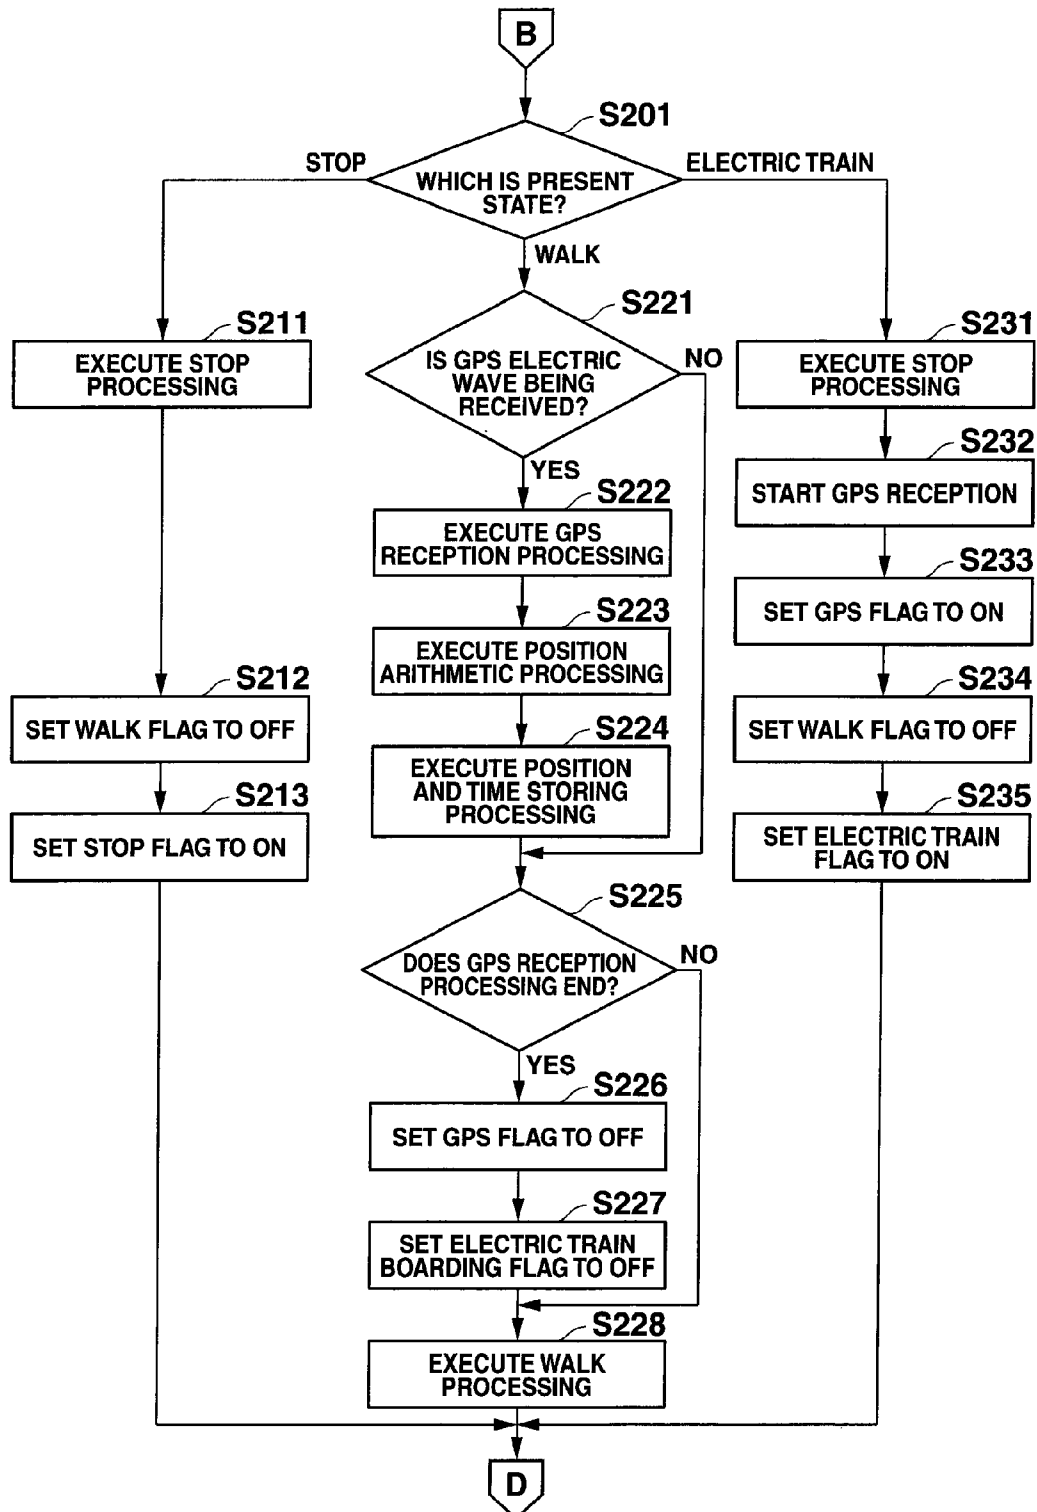 B
S201
STOP
ELECTRIC TRAIN
WHICH IS PRESENT
STATE?
WALK
S211
EXECUTE STOP
PROCESSING
S212
SET WALK FLAG TO OFF
S213
SET STOP FLAG TO ON
S221
IS GPS ELECTRIC
WAVE BEING
RECEIVED?
NO
YES
S222
EXECUTE GPS
RECEPTION PROCESSING
S223
EXECUTE POSITION
ARITHMETIC PROCESSING
S224
EXECUTE POSITION
AND TIME STORING
PROCESSING
S225
DOES GPS RECEPTION
PROCESSING END?
NO
YES
S226
SET GPS FLAG TO OFF
S227
SET ELECTRIC TRAIN
BOARDING FLAG TO OFF
S228
EXECUTE WALK
PROCESSING
S231
EXECUTE STOP
PROCESSING
S232
START GPS RECEPTION
S233
SET GPS FLAG TO ON
S234
SET WALK FLAG TO OFF
S235
SET ELECTRIC TRAIN
FLAG TO ON
D